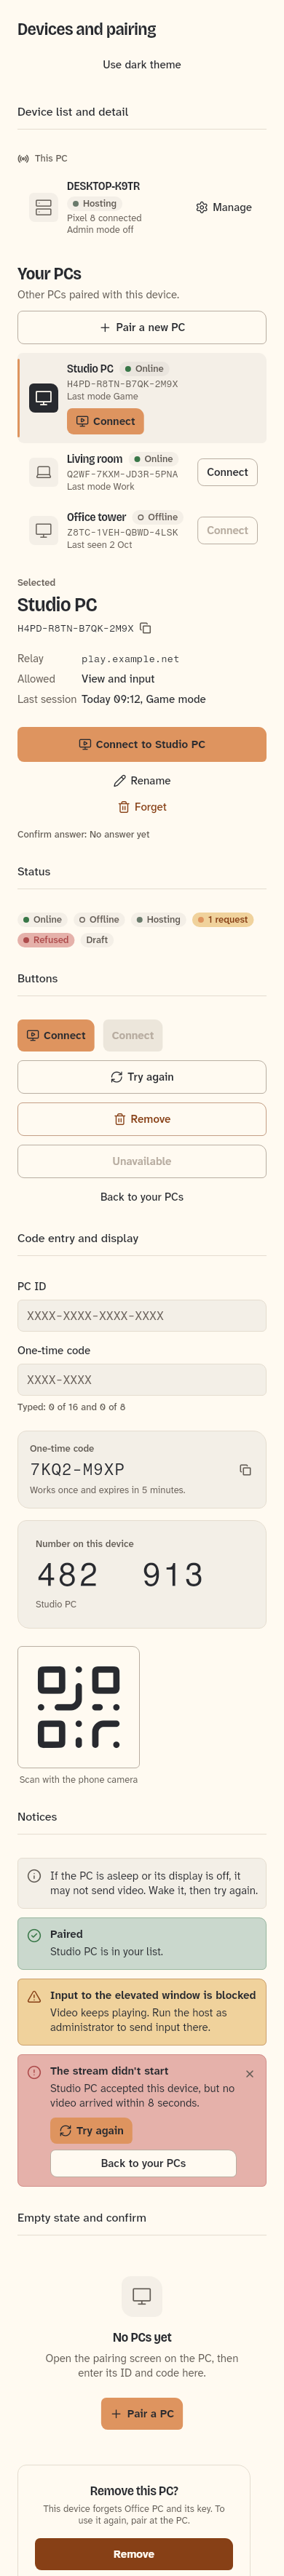 Devices and pairing
Use dark theme
Device list and detail
This PC
DESKTOP-K9TR
Hosting
Pixel 8 connected
Admin mode off
Manage
Your PCs
Other PCs paired with this device.
Pair a new PC
Studio PC Online
H4PD-R8TN-B7QK-2M9X
Last mode Game
Connect
Living room Online
Q2WF-7KXM-JD3R-5PNA
Last mode Work
Connect
Office tower Offline
Z8TC-1VEH-QBWD-4LSK
Last seen 2 Oct
Connect
Selected
Studio PC
H4PD-R8TN-B7QK-2M9X
Relay play.example.net
Allowed View and input
Last session Today 09:12, Game mode
Connect to Studio PC
Rename
Forget
Confirm answer: No answer yet
Status
Online Offline Hosting 1 request
Refused Draft
Buttons
Connect Connect
Try again
Remove
Unavailable
Back to your PCs
Code entry and display
PC ID
XXXX-XXXX-XXXX-XXXX
One-time code
XXXX-XXXX
Typed: 0 of 16 and 0 of 8
One-time code
7KQ2-M9XP
Works once and expires in 5 minutes.
Number on this device
482 913
Studio PC
Scan with the phone camera
Notices
If the PC is asleep or its display is off, it
may not send video. Wake it, then try again.
Paired
Studio PC is in your list.
Input to the elevated window is blocked
Video keeps playing. Run the host as
administrator to send input there.
The stream didn't start
Studio PC accepted this device, but no
video arrived within 8 seconds.
Try again
Back to your PCs
Empty state and confirm
No PCs yet
Open the pairing screen on the PC, then
enter its ID and code here.
Pair a PC
Remove this PC?
This device forgets Office PC and its key. To
use it again, pair at the PC.
Remove